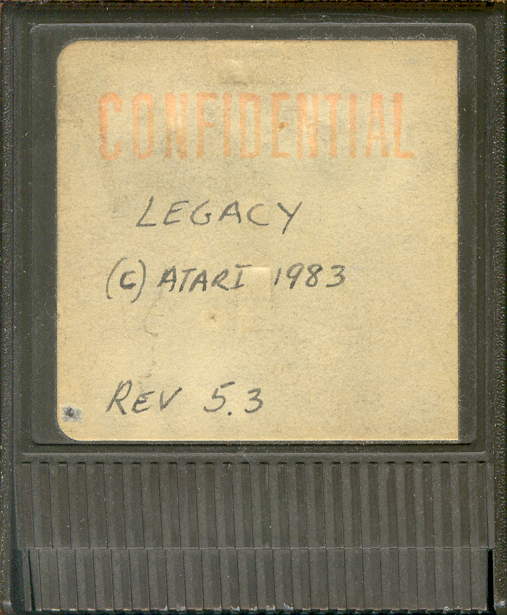 CONFIDENTIAL
LEGACY
(C) ATARI 1983
REV 5.3